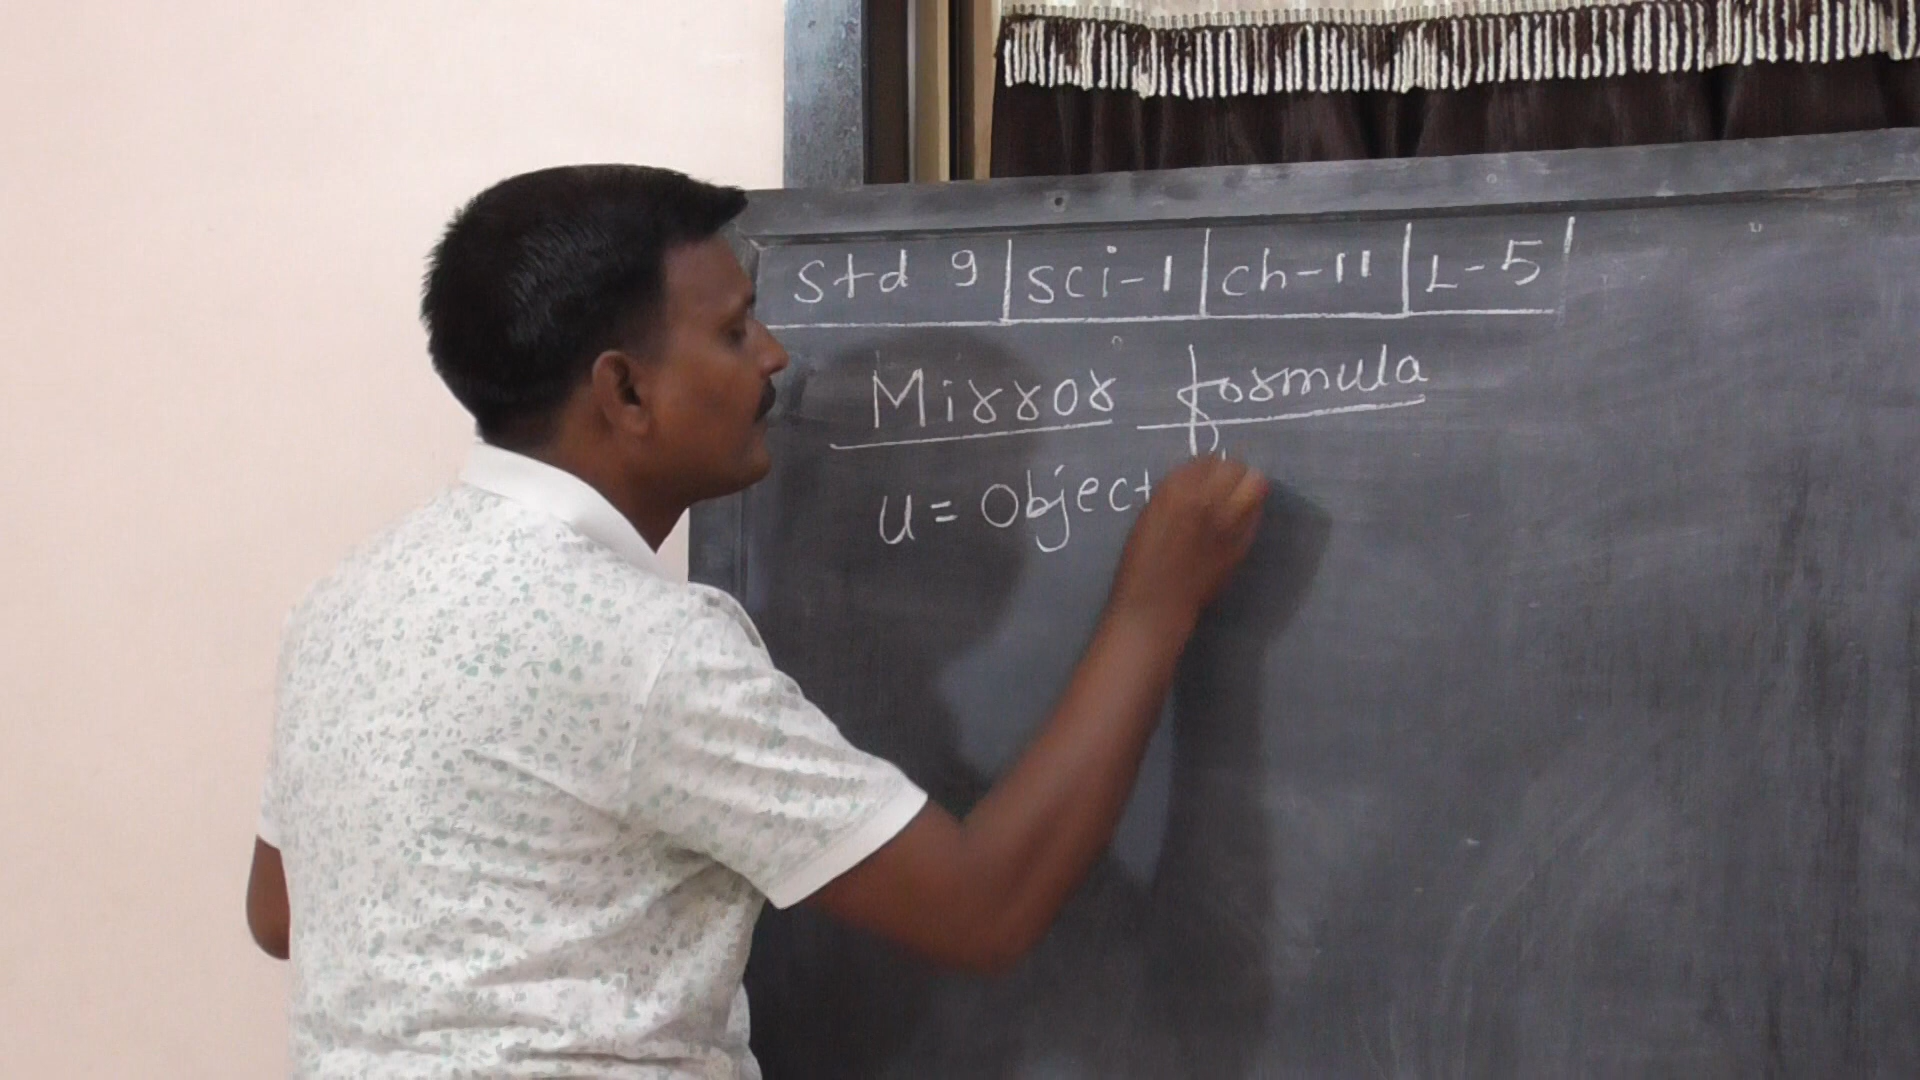 Std 9 | Sci-1 | Ch-11 | L-5
Mirror formula
u = Object